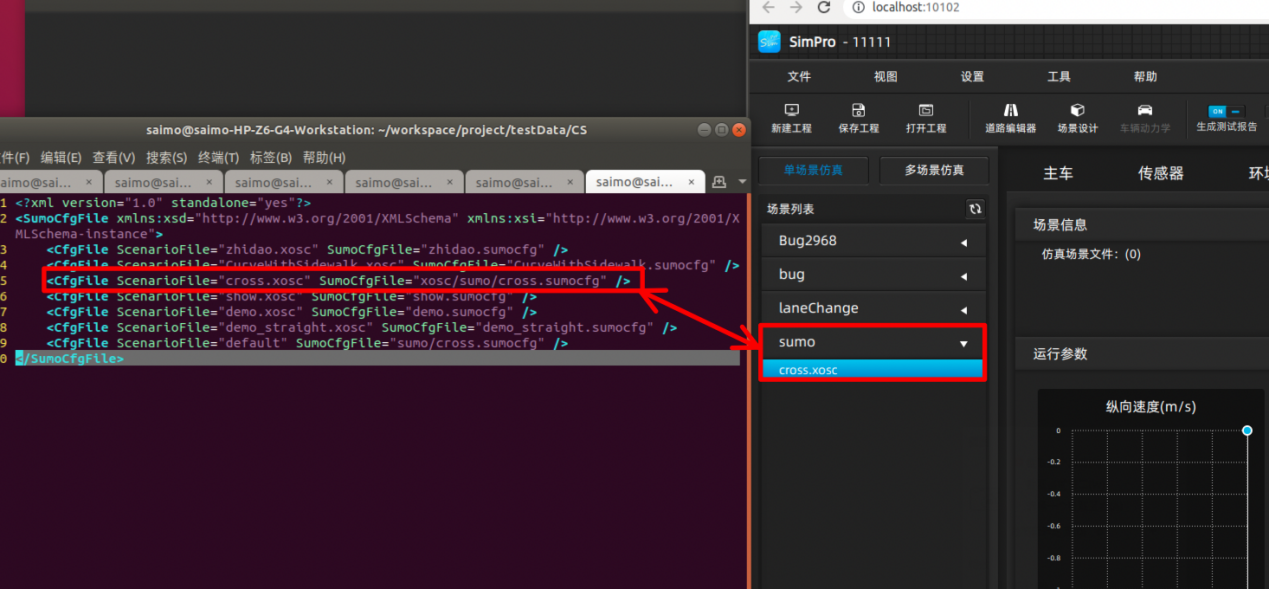 saimo@saimo-HP-Z6-G4-Workstation: ~/workspace/project/testData/CS
件(F) 编辑(E) 查看(V) 搜索(S) 终端(T) 标签(B) 帮助(H)
aimo@sai... × saimo@sai... × saimo@sai... × saimo@sai... × saimo@sai... × saimo@sai... ×
1 <?xml version="1.0" standalone="yes"?>
2 <SumoCfgFile xmlns:xsd="http://www.w3.org/2001/XMLSchema" xmlns:xsi="http://www.w3.org/2001/X
MLSchema-instance">
3 <CfgFile ScenarioFile="zhidao.xosc" SumoCfgFile="zhidao.sumocfg" />
4 <CfgFile ScenarioFile="CurveWithSidewalk.xosc" SumoCfgFile="CurveWithSidewalk.sumocfg" />
5 <CfgFile ScenarioFile="cross.xosc" SumoCfgFile="xosc/sumo/cross.sumocfg" />
6 <CfgFile ScenarioFile="show.xosc" SumoCfgFile="show.sumocfg" />
7 <CfgFile ScenarioFile="demo.xosc" SumoCfgFile="demo.sumocfg" />
8 <CfgFile ScenarioFile="demo_straight.xosc" SumoCfgFile="demo_straight.sumocfg" />
9 <CfgFile ScenarioFile="default" SumoCfgFile="sumo/cross.sumocfg" />
0 </SumoCfgFile>
localhost:10102
Sim
SimPro - 11111
文件 视图 设置 工具 帮助
ON
新建工程 保存工程 打开工程 道路编辑器 场景设计 车辆动力学 生成测试报告
单场景仿真 多场景仿真
场景列表
Bug2968
bug
laneChange
sumo
cross.xosc
主车 传感器 环
场景信息
仿真场景文件: (0)
运行参数
纵向速度(m/s)
0
-0.2
-0.4
-0.6
-0.8